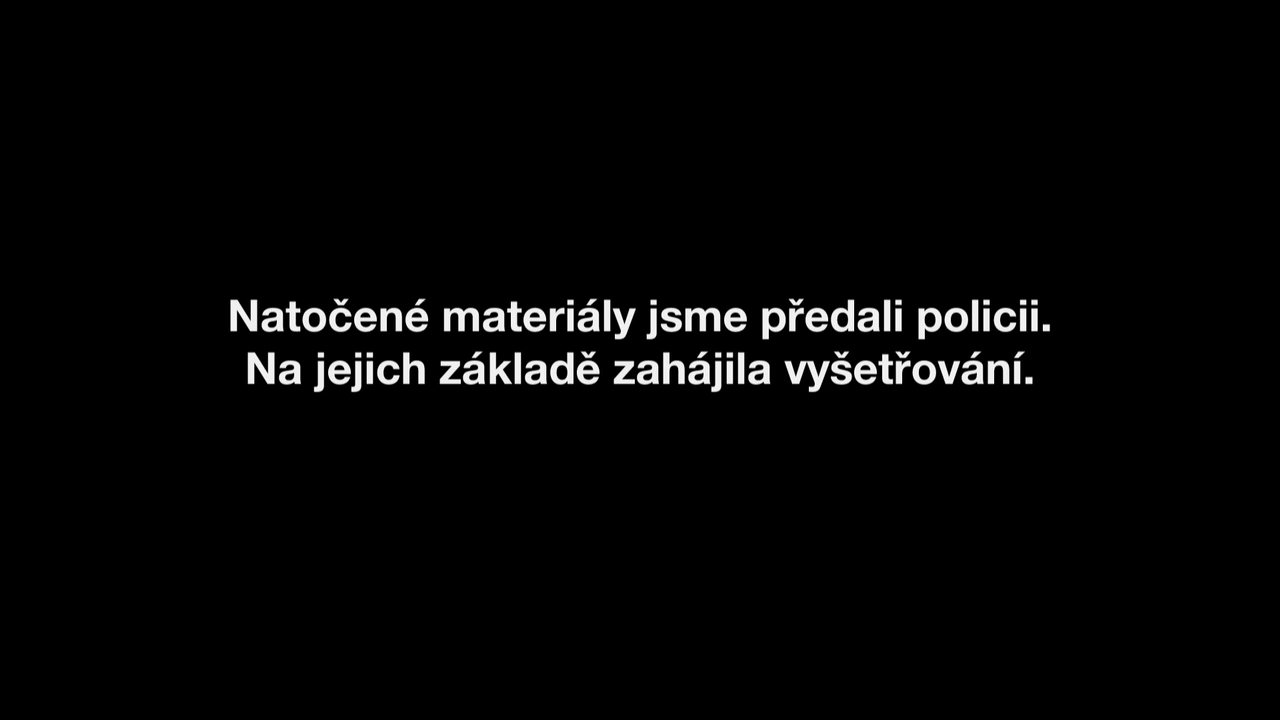 Natočené materiály jsme předali policii.
Na jejich základě zahájila vyšetřování.